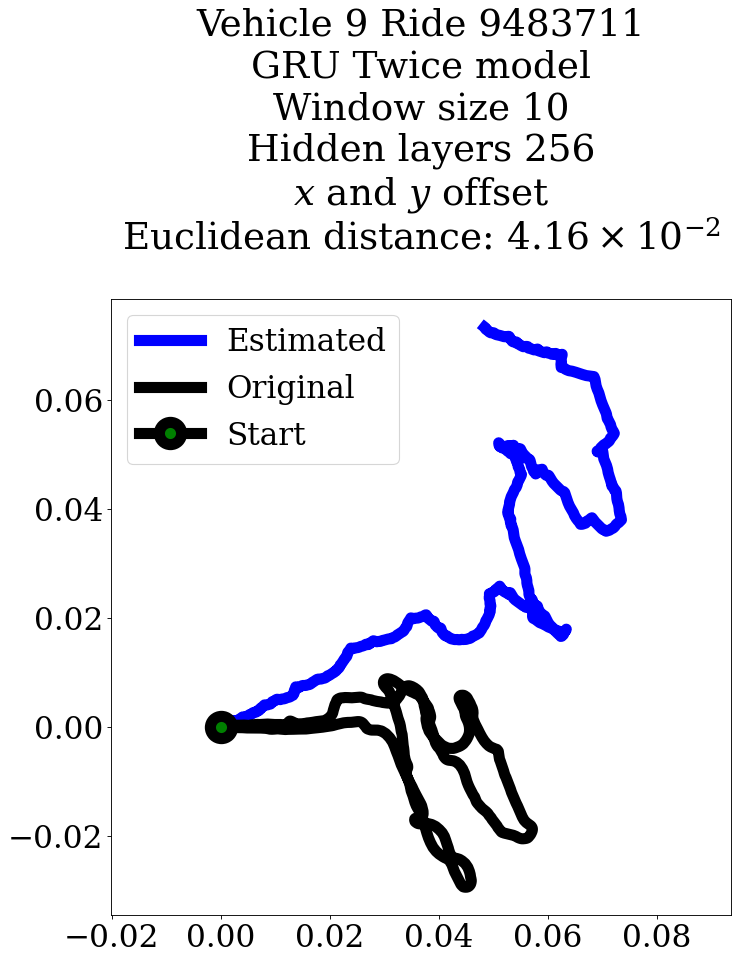 Vehicle 9 Ride 9483711
GRU Twice model
Window size 10
Hidden layers 256
x and y offset
Euclidean distance: 4.16 × 10⁻²
Estimated
Original
Start
0.06
0.04
0.02
0.00
−0.02
−0.02 0.00 0.02 0.04 0.06 0.08